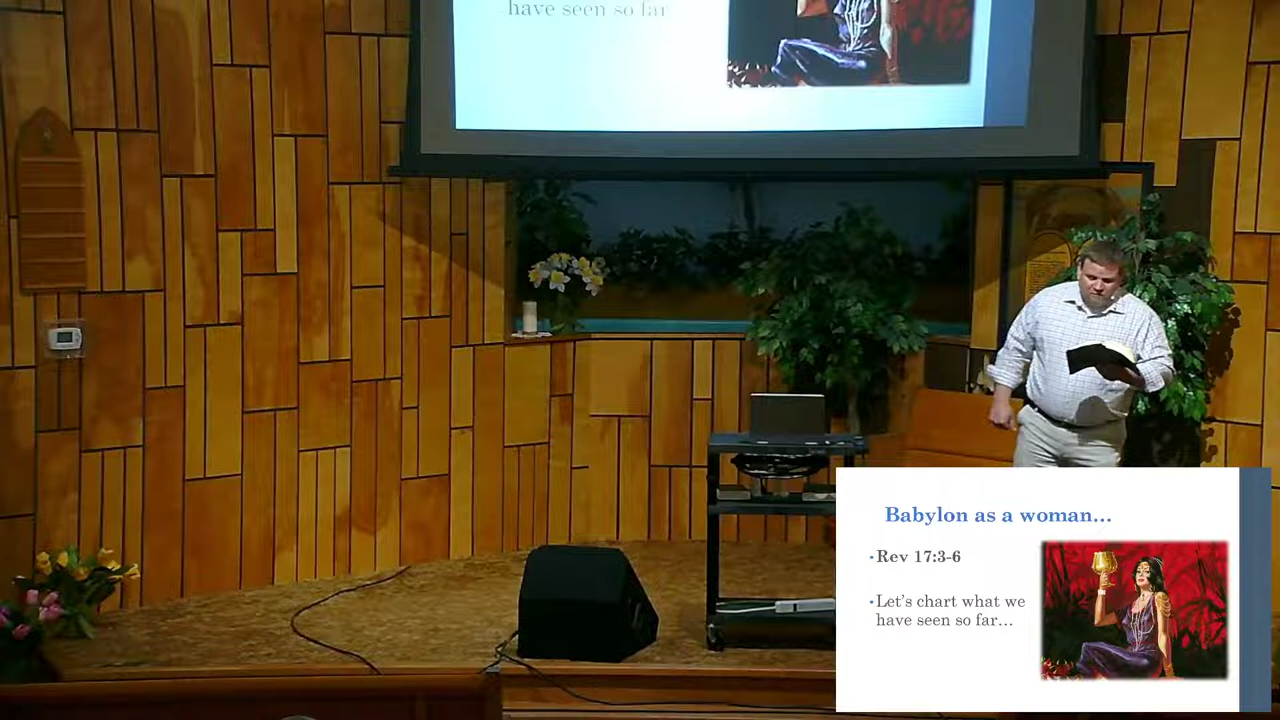 have seen so far
Babylon as a woman...
•Rev 17:3-6
•Let's chart what we
have seen so far...